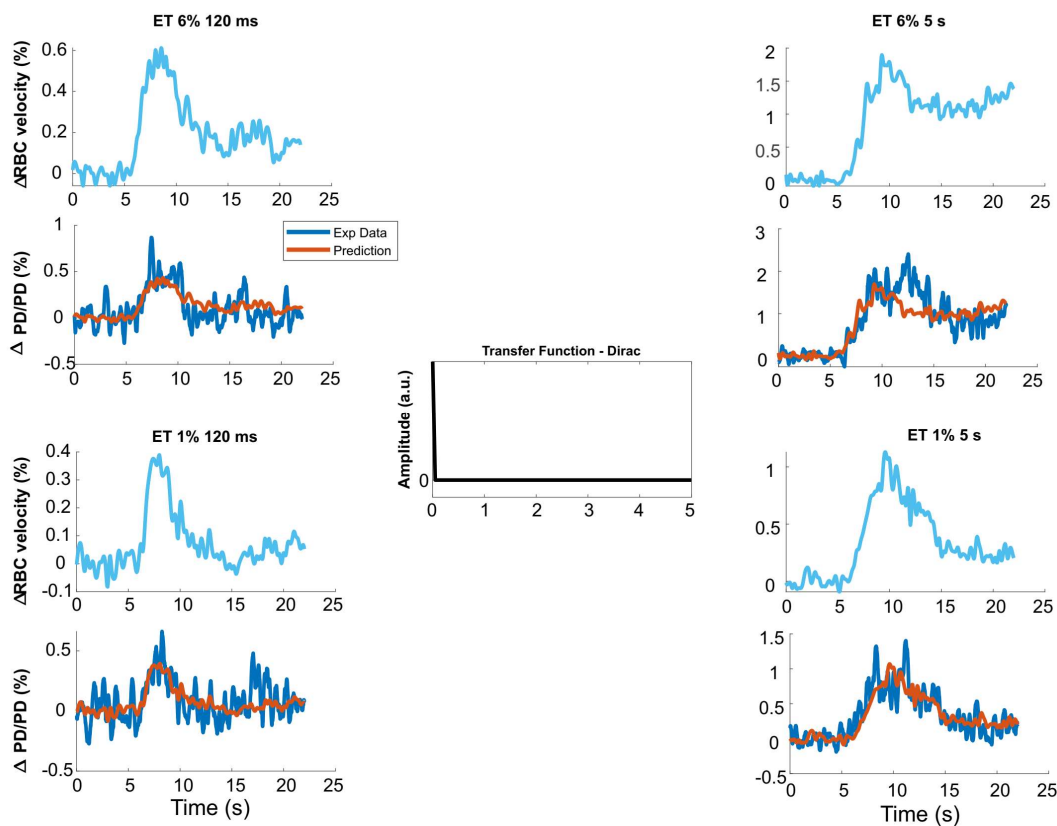 ET 6% 120 ms
ΔRBC velocity (%)
0.6
0.4
0.2
0
0 5 10 15 20 25
Δ PD/PD (%)
1
0.5
0
-0.5
0 5 10 15 20 25
Exp Data
Prediction
ET 6% 5 s
2
1.5
1
0.5
0
0 5 10 15 20 25
3
2
1
0
0 5 10 15 20 25
Transfer Function - Dirac
Amplitude (a.u.)
0
0 1 2 3 4 5
ET 1% 120 ms
ΔRBC velocity (%)
0.4
0.3
0.2
0.1
0
-0.1
0 5 10 15 20 25
Δ PD/PD (%)
0.5
0
-0.5
0 5 10 15 20 25
Time (s)
ET 1% 5 s
1
0.5
0
0 5 10 15 20 25
1.5
1
0.5
0
-0.5
0 5 10 15 20 25
Time (s)